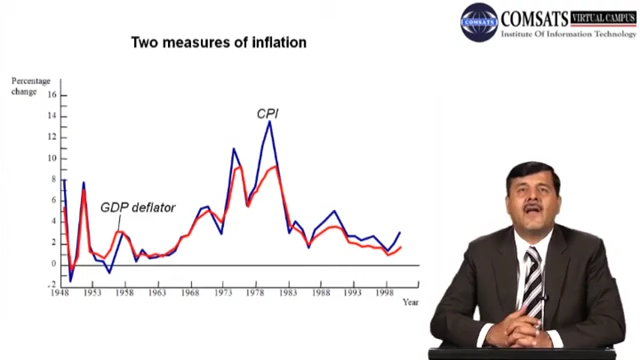 COMSATS VIRTUAL CAMPUS
Institute Of Information Technology
Two measures of inflation
Percentage
change
16
14
12
10
8
6
4
2
0
-2
CPI
GDP deflator
1948 1953 1958 1963 1968 1973 1978 1983 1988 1993 1998
Year